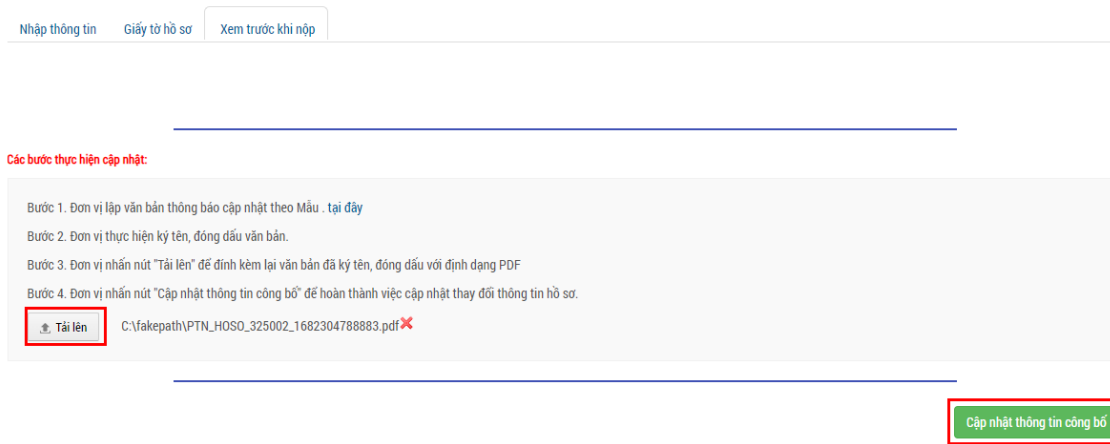 Nhập thông tin Giấy tờ hồ sơ Xem trước khi nộp
Các bước thực hiện cập nhật:
Bước 1. Đơn vị lập văn bản thông báo cập nhật theo Mẫu . tại đây
Bước 2. Đơn vị thực hiện ký tên, đóng dấu văn bản.
Bước 3. Đơn vị nhấn nút "Tải lên" để đính kèm lại văn bản đã ký tên, đóng dấu với định dạng PDF
Bước 4. Đơn vị nhấn nút "Cập nhật thông tin công bố" để hoàn thành việc cập nhật thay đổi thông tin hồ sơ.
Tải lên C:\fakepath\PTN_HOSO_325002_1682304788883.pdf
Cập nhật thông tin công bố